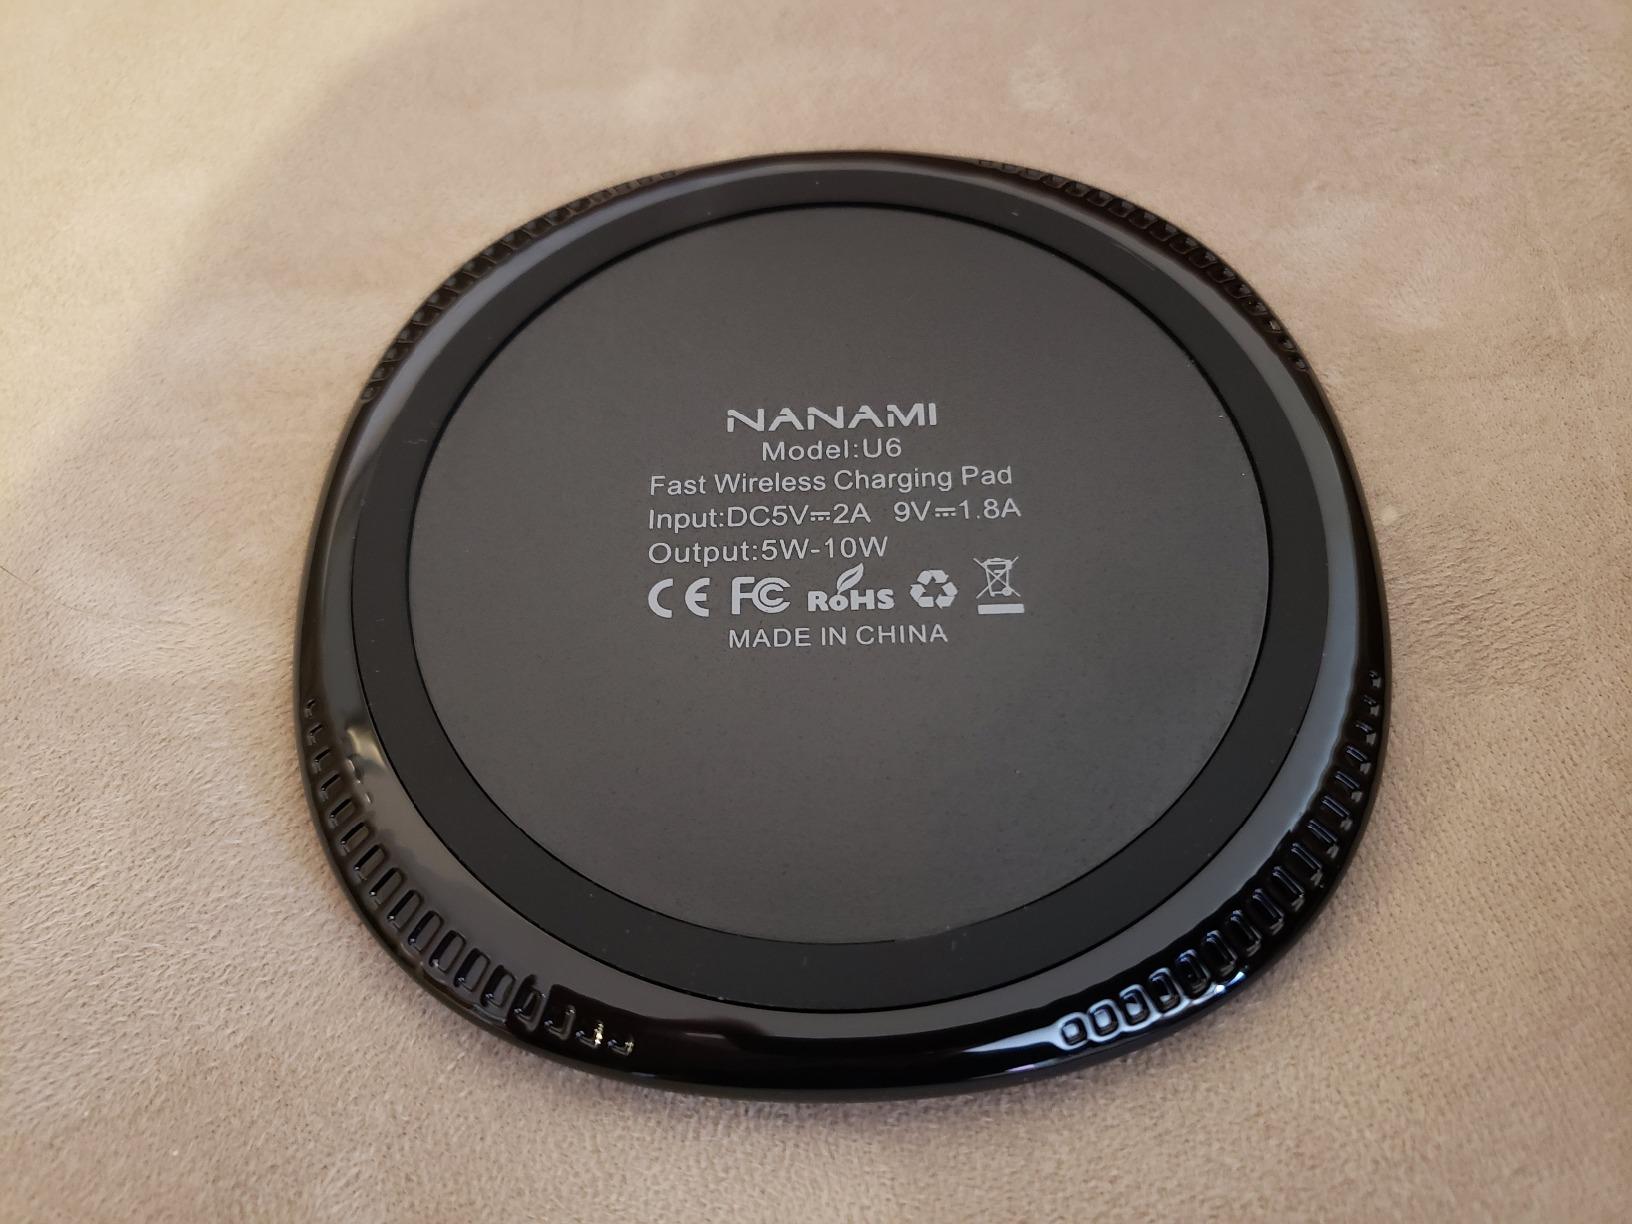 NANAMI
Model:U6
Fast Wireless Charging Pad
Input:DC5V⎓2A 9V⎓1.8A
Output:5W-10W
CE FC RoHS
MADE IN CHINA